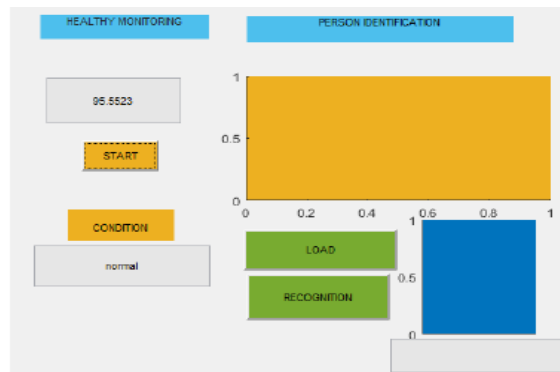 HEALTHY MONITORING
PERSON IDENTIFICATION
95.5523
START
CONDITION
normal
1
0.5
0
0 0.2 0.4 0.6 0.8 1
LOAD
RECOGNITION
0.5
0